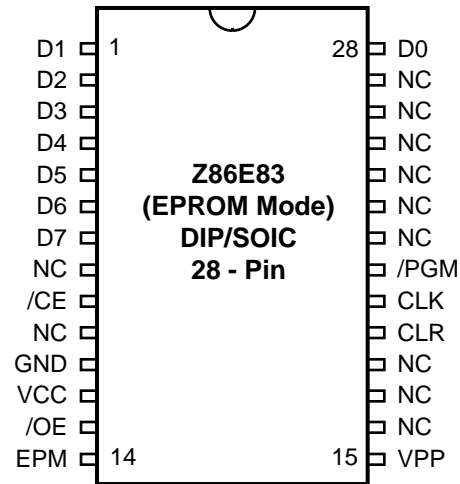 D1 1 28 D0
D2 NC
D3 NC
D4 NC
D5 Z86E83 NC
D6 (EPROM Mode) NC
D7 DIP/SOIC NC
NC 28 - Pin /PGM
/CE CLK
NC CLR
GND NC
VCC NC
/OE NC
EPM 14 15 VPP